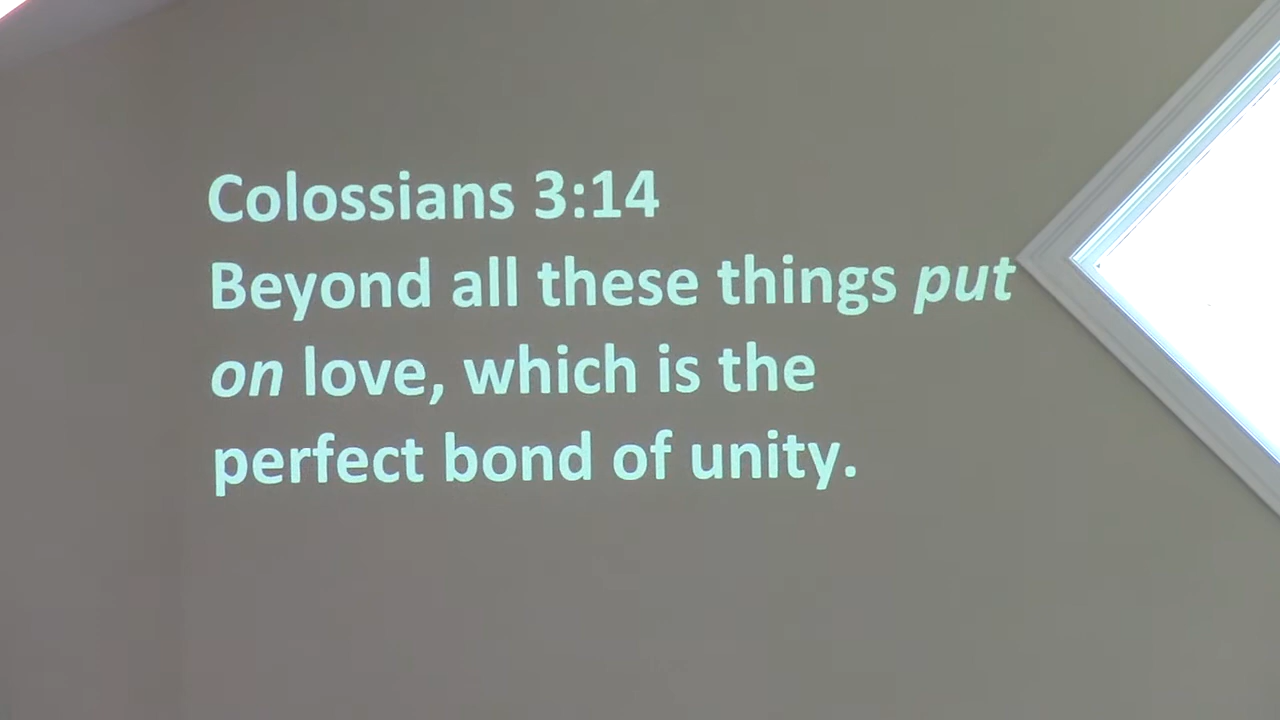 Colossians 3:14
Beyond all these things put
on love, which is the
perfect bond of unity.